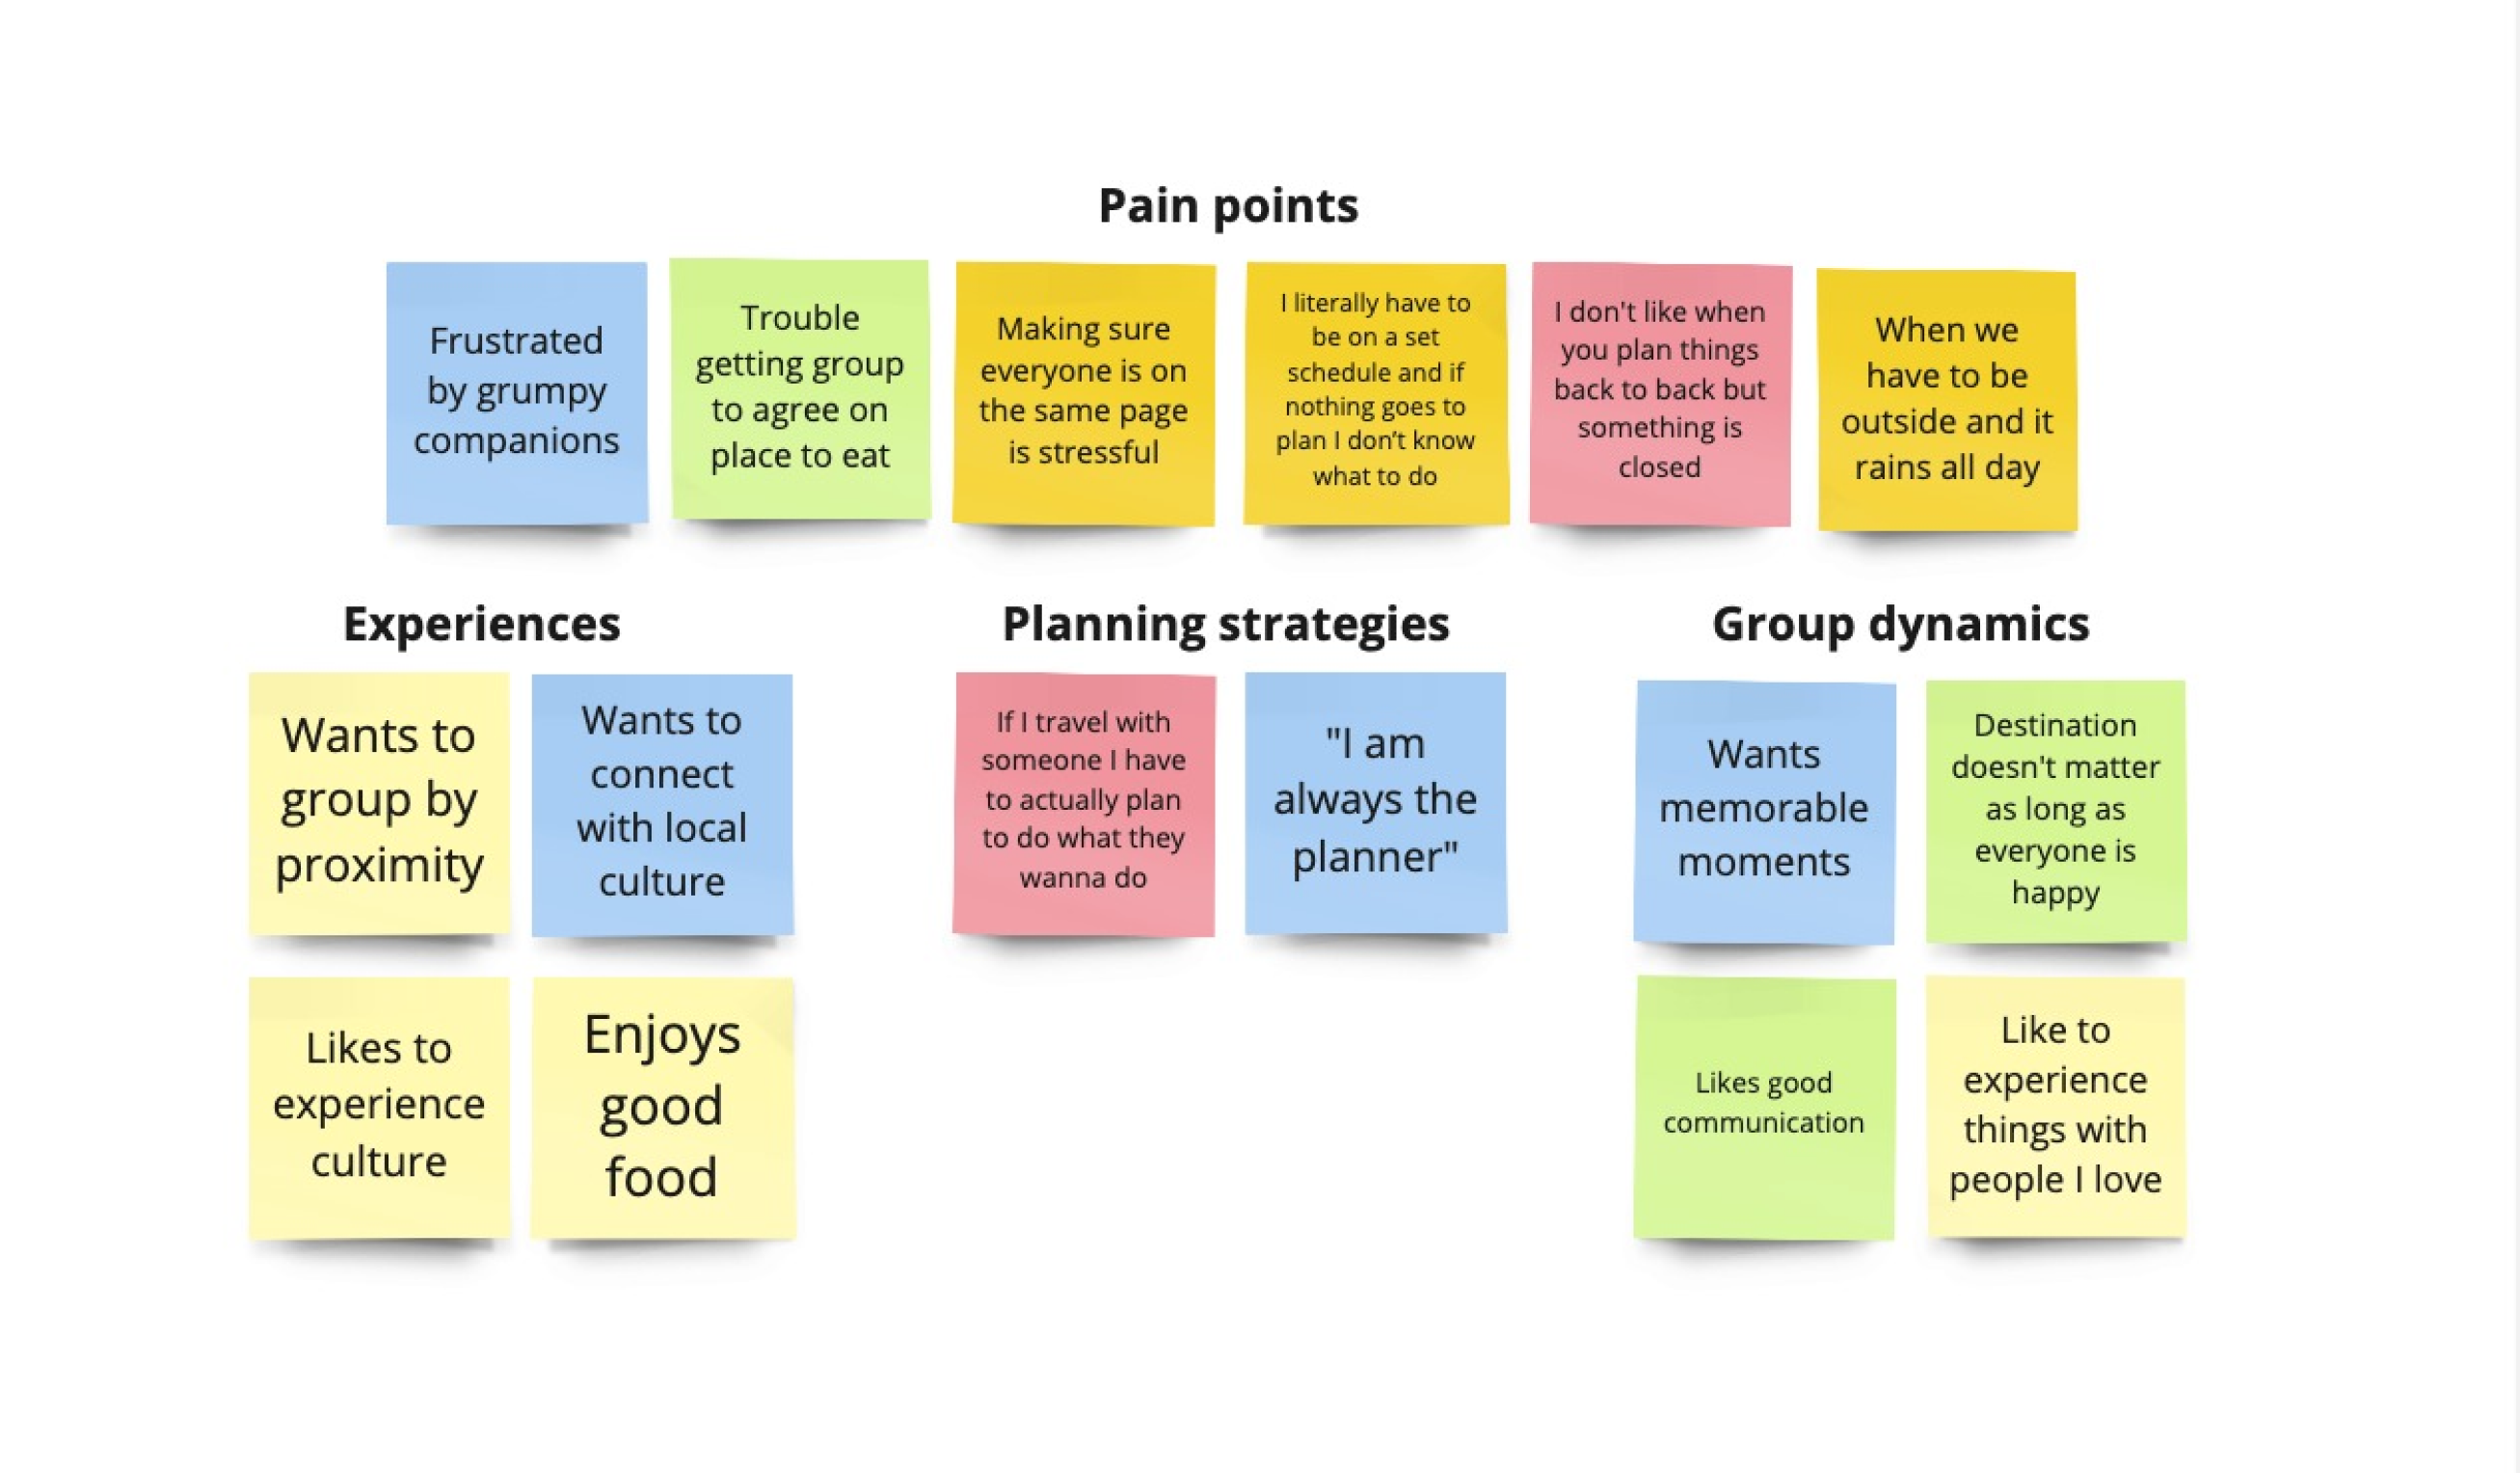 Pain points
Frustrated
by grumpy
companions
Trouble
getting group
to agree on
place to eat
Making sure
everyone is on
the same page
is stressful
I literally have to
be on a set
schedule and if
nothing goes to
plan I don’t know
what to do
I don't like when
you plan things
back to back but
something is
closed
When we
have to be
outside and it
rains all day
Experiences
Wants to
group by
proximity
Wants to
connect
with local
culture
Likes to
experience
culture
Enjoys
good
food
Planning strategies
If I travel with
someone I have
to actually plan
to do what they
wanna do
"I am
always the
planner"
Group dynamics
Wants
memorable
moments
Destination
doesn't matter
as long as
everyone is
happy
Likes good
communication
Like to
experience
things with
people I love